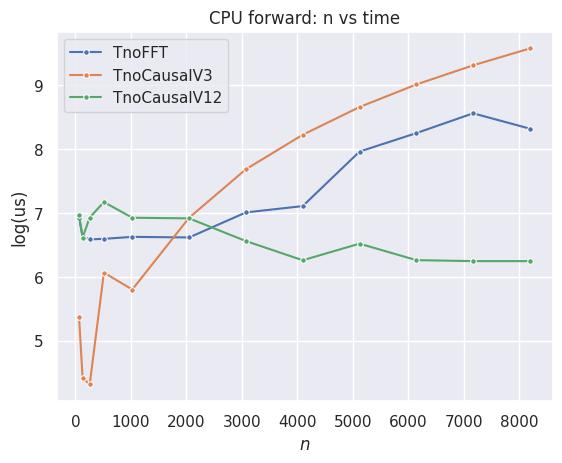 CPU forward: n vs time
TnoFFT
TnoCausalV3
TnoCausalV12
log(us)
9
8
7
6
5
0 1000 2000 3000 4000 5000 6000 7000 8000
n